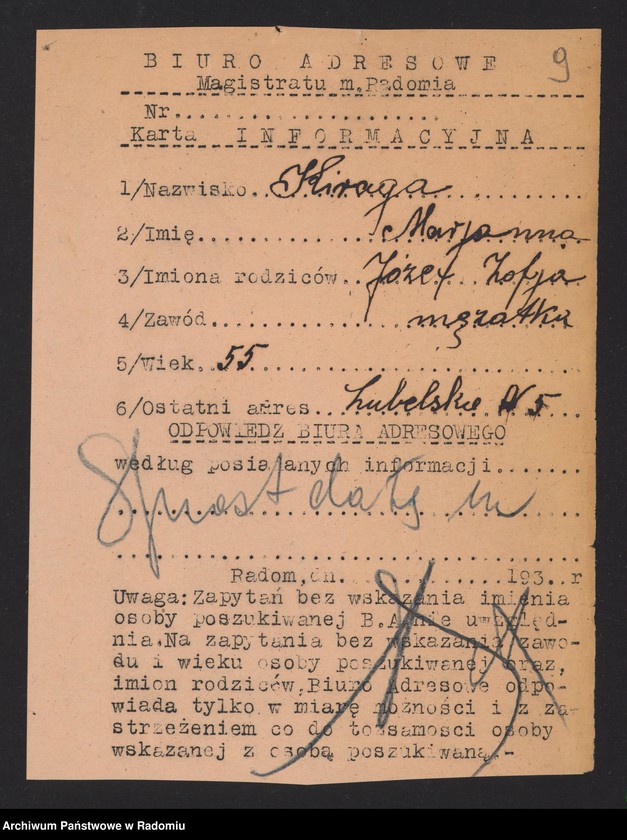 9
B I U R O A D R E S O W E
Magistratu m.Radomia
Nr......................
Karta I N F O R M A C Y J N A
1/Nazwisko.. Kiraga ............
2/Imię............ Marjanna
3/Imiona rodziców.. Józef Zofja
4/Zawód............. mężatka
5/Wiek. 55 ......................
6/Ostatni adres.. Lubelska N 5 ..
ODPOWIEDZ BIURA ADRESOWEGO
według posiadanych informacji.......
Sprost daty ur
....................................
Radom,dn..............193...r
Uwaga:Zapytań bez wskazania imienia
osoby poszukiwanej B.A.nie uwzględ-
nia.Na zapytania bez wskazania zawo-
du i wieku osoby poszukiwanej oraz,
imion rodziców,Biuro Adresowe odpo-
wiada tylko w miarę możności i z za-
strzeżeniem co do tożsamosci osoby
wskazanej z osobą poszukiwaną.-
Archiwum Państwowe w Radomiu